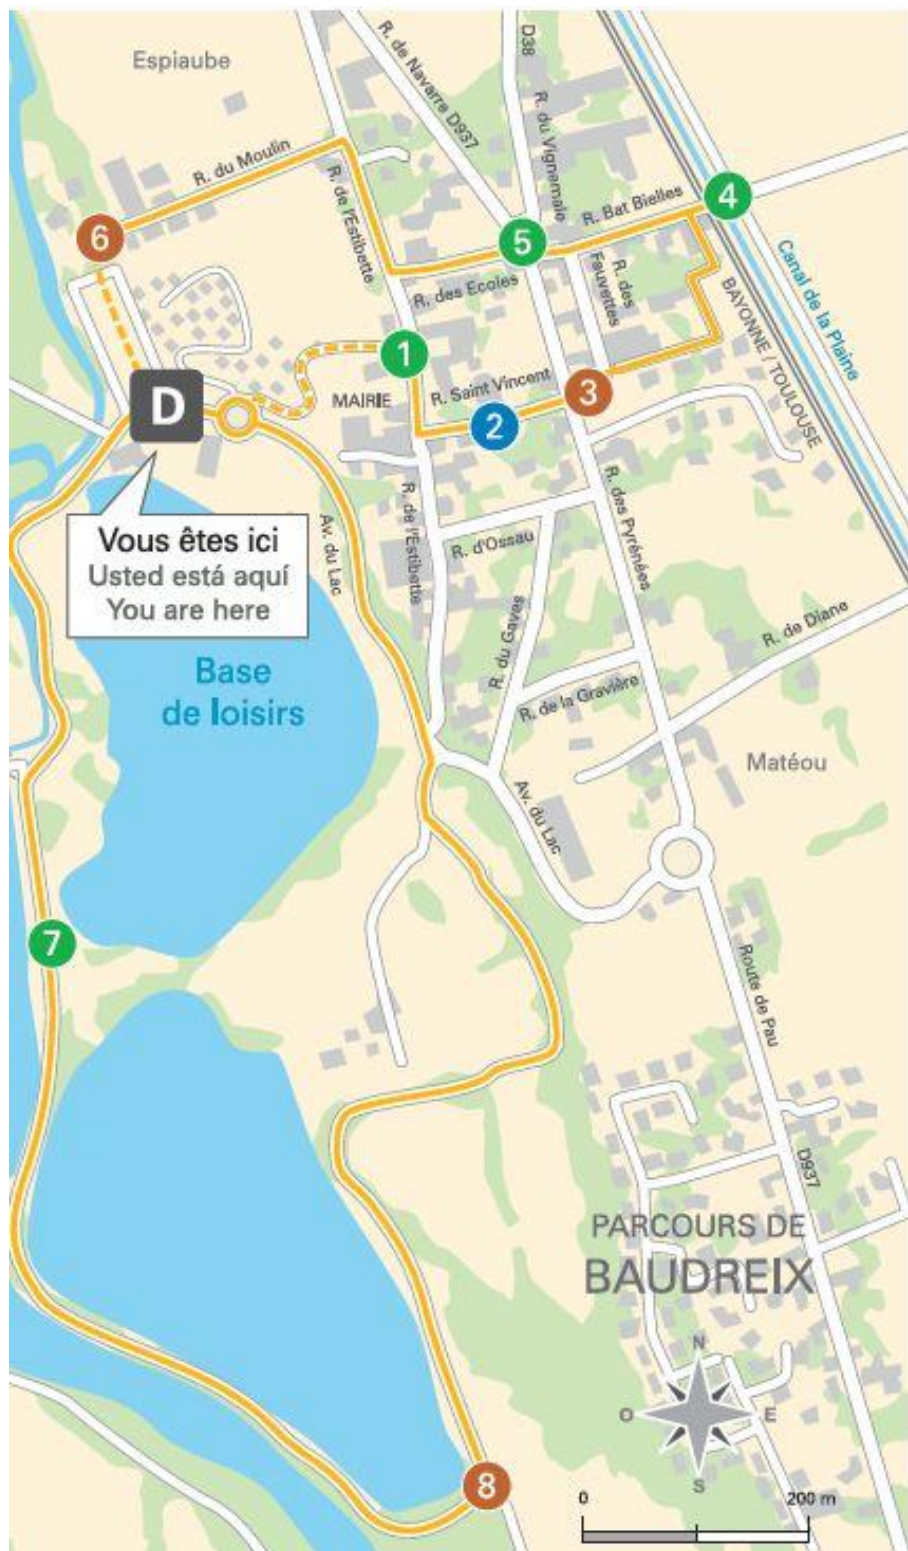 Espiaube
R. de Navarre D937
D38
R. du Vignemale
R. du Moulin
R. de l'Estibette
R. Bat Bielles
4
6
5
R. des Ecoles
R. des Fauvettes
Canal de la Plaine
BAYONNE / TOULOUSE
1
R. Saint Vincent
3
MAIRIE
D
2
Vous êtes ici
Usted está aquí
You are here
Av. du Lac
R. de l'Estibette
R. d'Ossau
R. des Pyrénées
R. du Gaves
R. de Diane
Base
de loisirs
R. de la Gravière
Matéou
Av. du Lac
7
Route de Pau
D937
PARCOURS DE
BAUDREIX
N
O
E
S
8
0
200 m